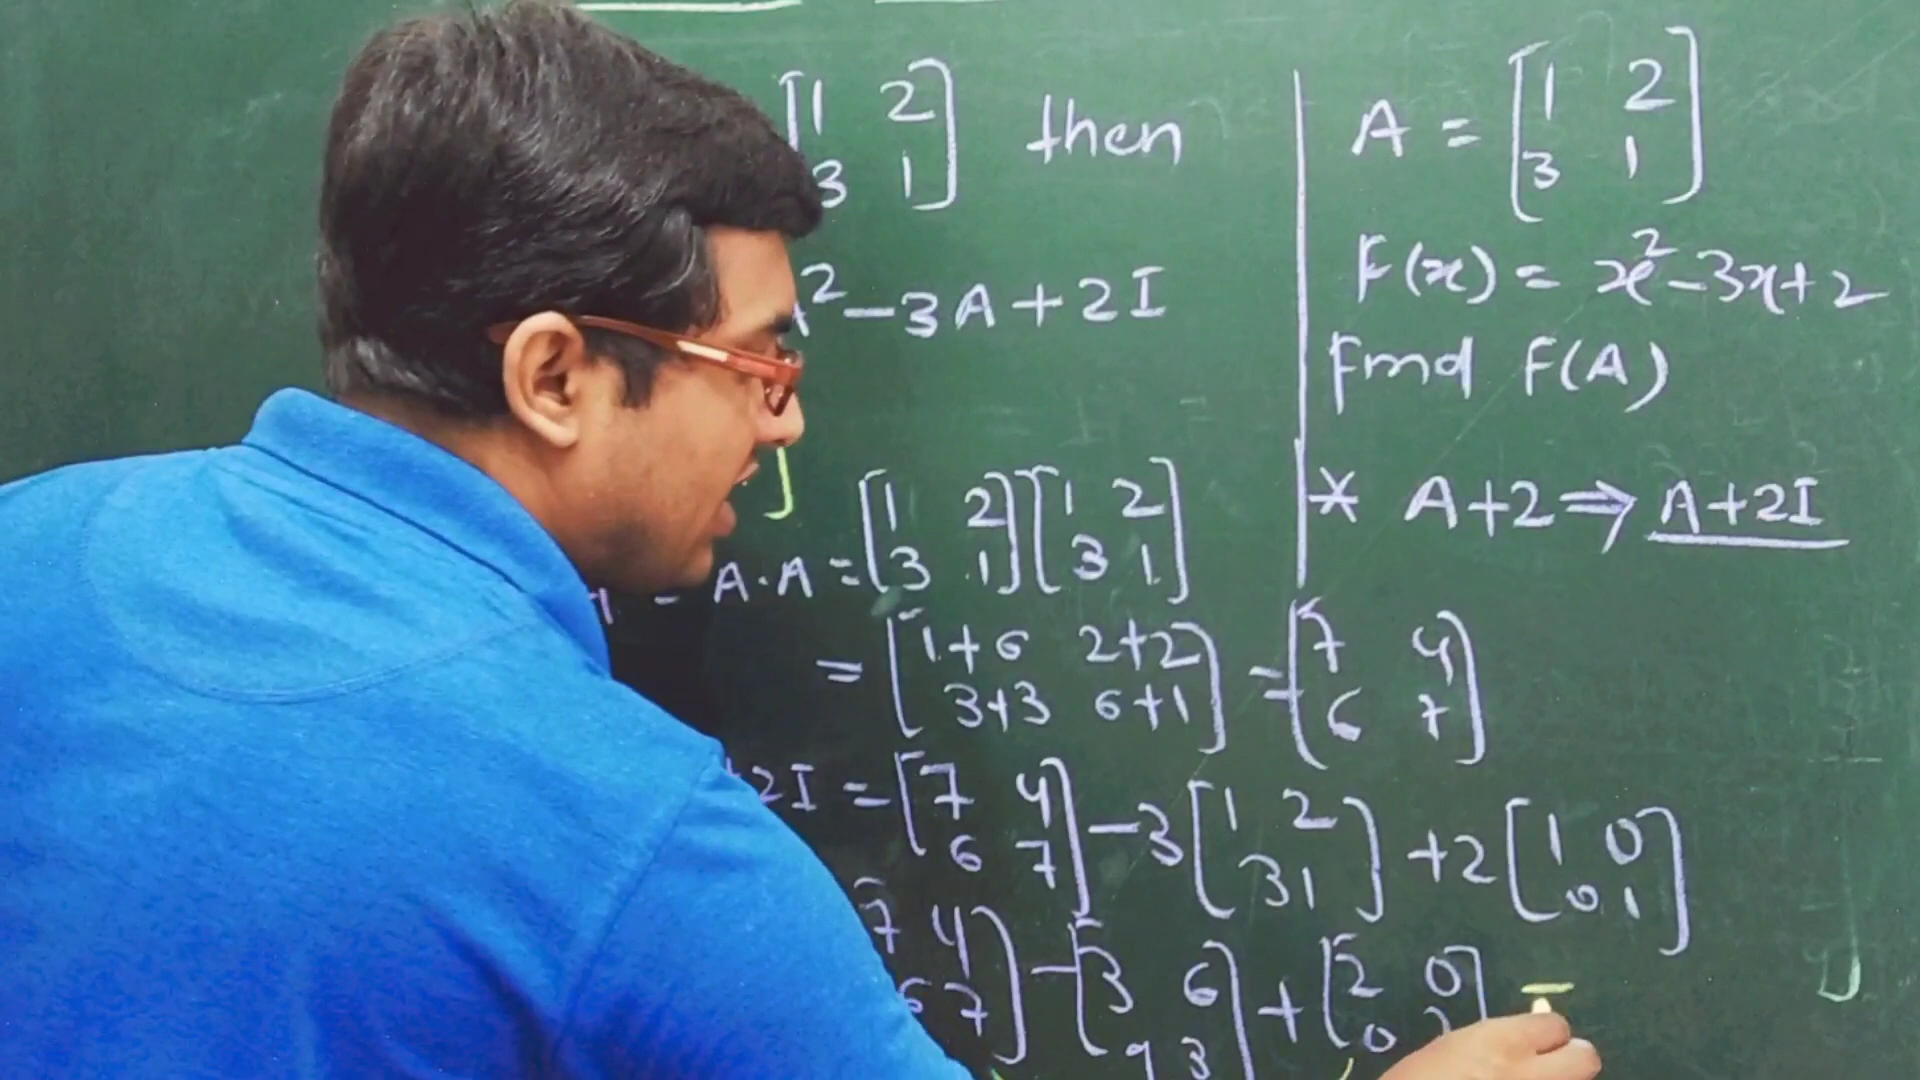 [1 2
3 1] then
A² - 3A + 2I
A·A = [1 2
3 1] [1 2
3 1]
= [1+6 2+2
3+3 6+1] = [7 4
6 7]
+2I = [7 4
6 7] - 3 [1 2
3 1] + 2 [1 0
0 1]
7 4
6 7] - [3 6
9 3] + [2 0
0
A = [1 2
3 1]
F(x) = x² - 3x + 2
Find F(A)
* A+2 ⇒ A+2I